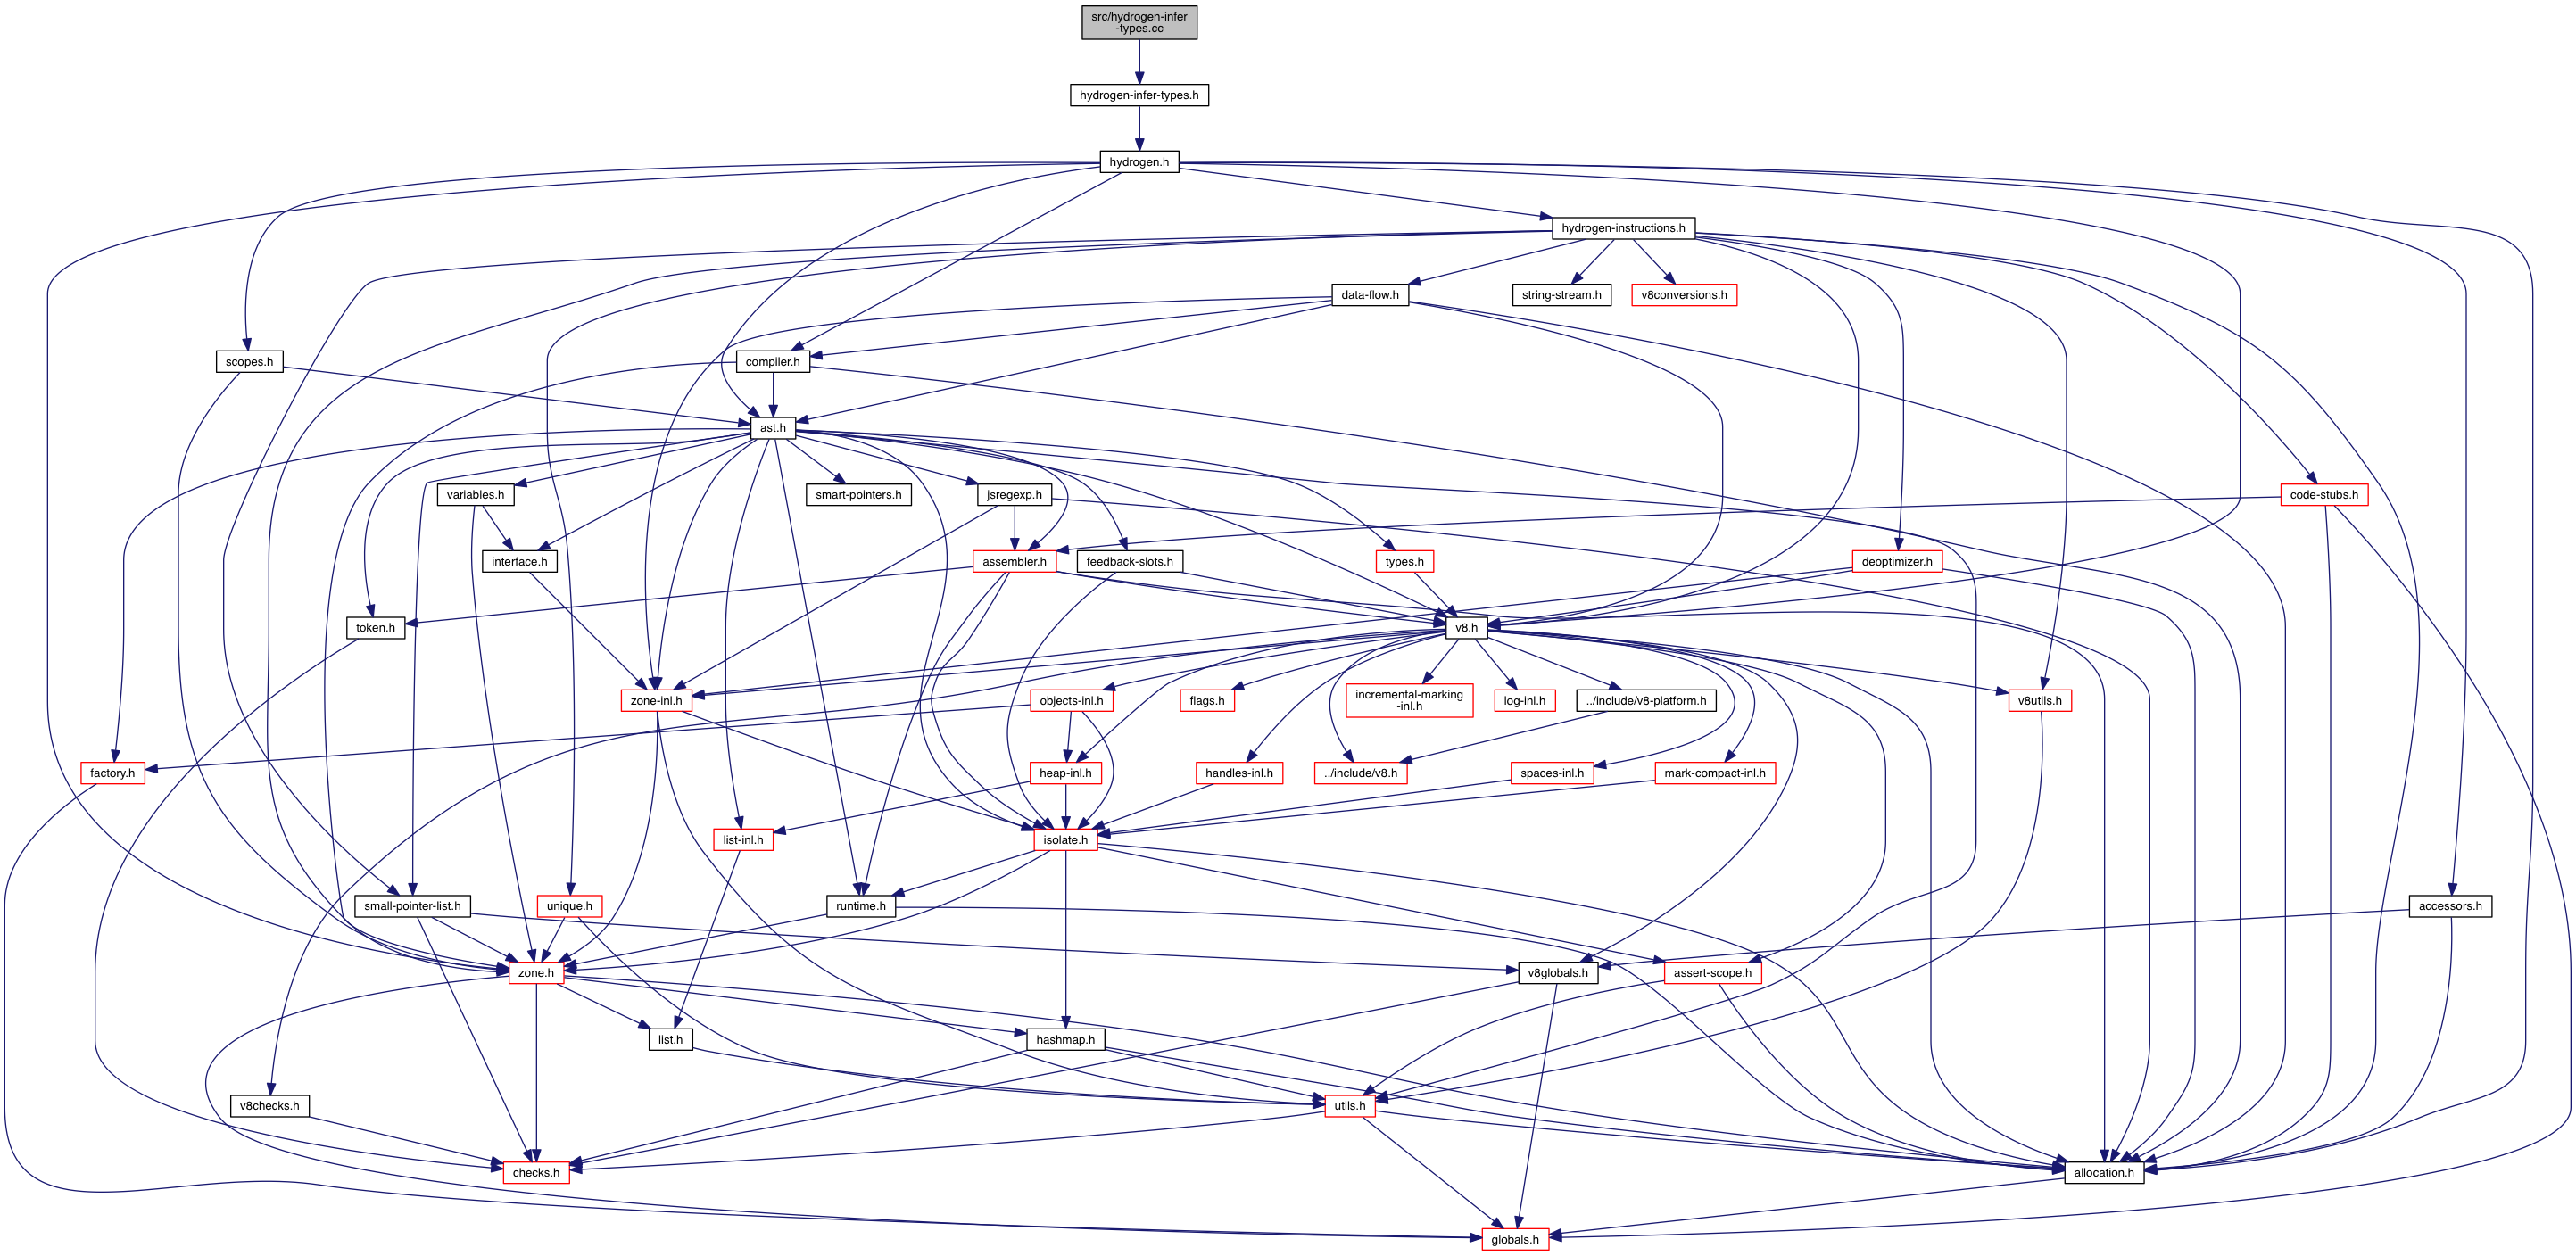 src/hydrogen-infer
-types.cc
hydrogen-infer-types.h
hydrogen.h
hydrogen-instructions.h
data-flow.h
string-stream.h
v8conversions.h
scopes.h
compiler.h
ast.h
variables.h
smart-pointers.h
jsregexp.h
code-stubs.h
interface.h
assembler.h
feedback-slots.h
types.h
deoptimizer.h
token.h
v8.h
zone-inl.h
objects-inl.h
flags.h
incremental-marking
-inl.h
log-inl.h
../include/v8-platform.h
v8utils.h
factory.h
heap-inl.h
handles-inl.h
../include/v8.h
spaces-inl.h
mark-compact-inl.h
list-inl.h
isolate.h
small-pointer-list.h
unique.h
runtime.h
accessors.h
zone.h
v8globals.h
assert-scope.h
list.h
hashmap.h
v8checks.h
utils.h
checks.h
allocation.h
globals.h